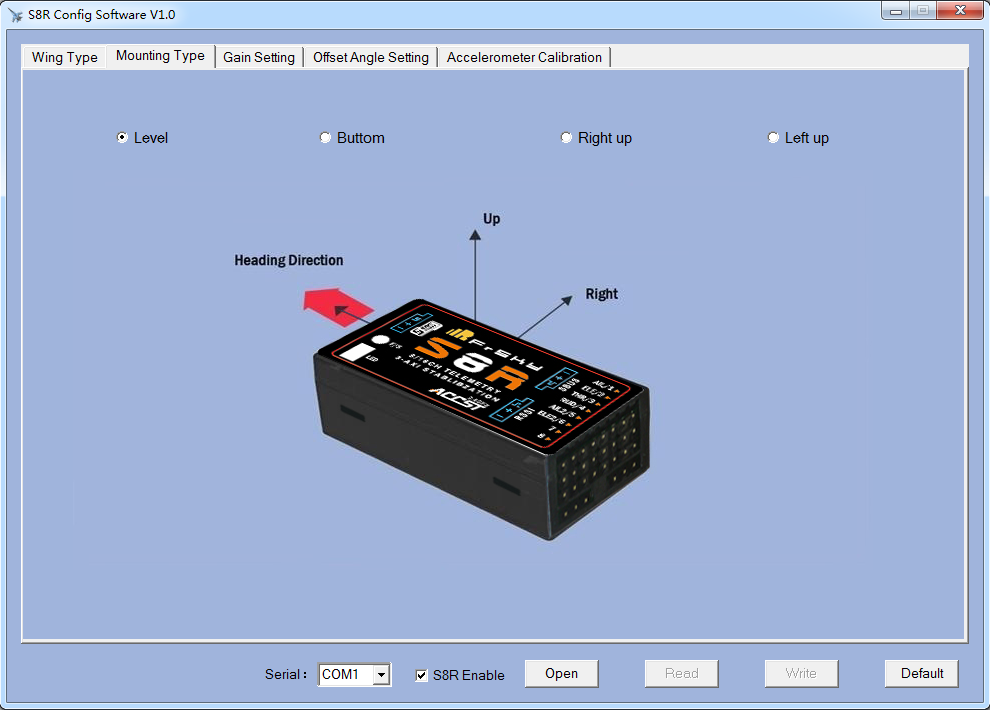 S8R Config Software V1.0
Wing Type
Mounting Type
Gain Setting
Offset Angle Setting
Accelerometer Calibration
Level
Buttom
Right up
Left up
Up
Heading Direction
Right
FrSky
S8R
F/S
LED
8/16CH TELEMETRY
3-AXI STABLIBZATION
ACCST
RSSI
SBUS
AIL/1
ELE/2
THR/3
RUD/4
AIL2/5
ELE2/6
7
8
Serial :
COM1
S8R Enable
Open
Read
Write
Default